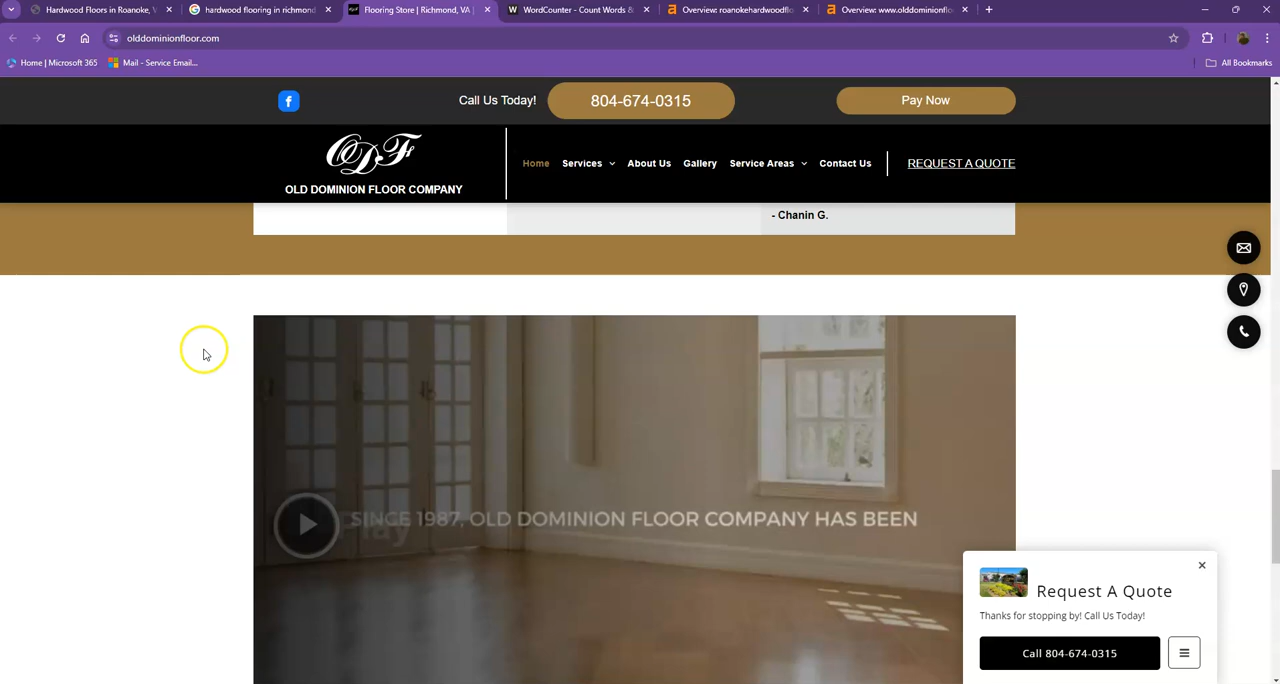 Hardwood Floors in Roanoke, V
hardwood flooring in richmond
Flooring Store | Richmond, VA |
WordCounter - Count Words &
Overview: roanokehardwoodflo
Overview: www.olddominionflo
olddominionfloor.com
Home | Microsoft 365
Mail - Service Email...
All Bookmarks
Call Us Today!
804-674-0315
Pay Now
ODF
OLD DOMINION FLOOR COMPANY
Home
Services
About Us
Gallery
Service Areas
Contact Us
REQUEST A QUOTE
- Chanin G.
Play
SINCE 1987, OLD DOMINION FLOOR COMPANY HAS BEEN
Request A Quote
Thanks for stopping by! Call Us Today!
Call 804-674-0315